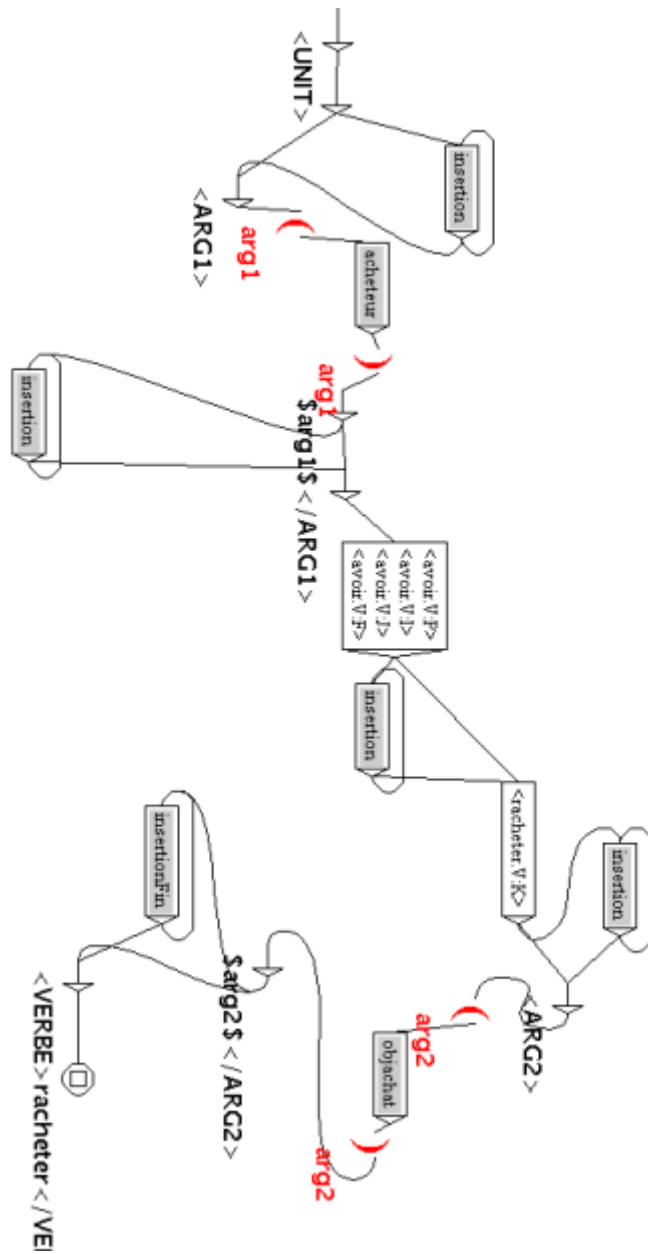 <UNIT>
insertion
<ARG1>
arg1
acheteur
arg1
$arg1$</ARG1>
insertion
<avoir.V:P>
<avoir.V:I>
<avoir.V:J>
<avoir.V:F>
insertion
<racheter.V:K>
insertion
<ARG2>
arg2
objachat
arg2
$arg2$</ARG2>
insertionFin
<VERBE>racheter</VE